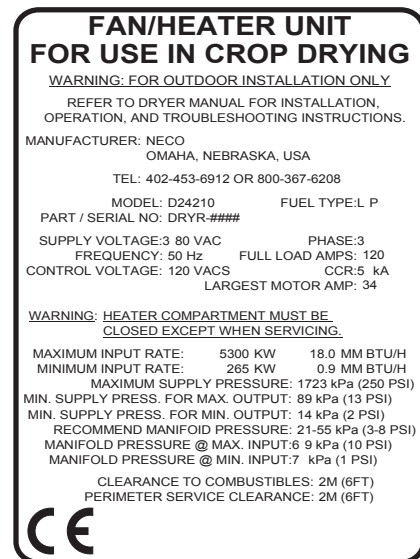 FAN/HEATER UNIT
FOR USE IN CROP DRYING
WARNING: FOR OUTDOOR INSTALLATION ONLY
REFER TO DRYER MANUAL FOR INSTALLATION,
OPERATION, AND TROUBLESHOOTING INSTRUCTIONS.
MANUFACTURER: NECO
OMAHA, NEBRASKA, USA
TEL: 402-453-6912 OR 800-367-6208
MODEL: D24210 FUEL TYPE:L P
PART / SERIAL NO: DRYR-####
SUPPLY VOLTAGE:3 80 VAC PHASE:3
FREQUENCY: 50 Hz FULL LOAD AMPS: 120
CONTROL VOLTAGE: 120 VACS CCR:5 kA
LARGEST MOTOR AMP: 34
WARNING: HEATER COMPARTMENT MUST BE
CLOSED EXCEPT WHEN SERVICING.
MAXIMUM INPUT RATE: 5300 KW 18.0 MM BTU/H
MINIMUM INPUT RATE: 265 KW 0.9 MM BTU/H
MAXIMUM SUPPLY PRESSURE: 1723 kPa (250 PSI)
MIN. SUPPLY PRESS. FOR MAX. OUTPUT: 89 kPa (13 PSI)
MIN. SUPPLY PRESS. FOR MIN. OUTPUT: 14 kPa (2 PSI)
RECOMMEND MANIFOID PRESSURE: 21-55 kPa (3-8 PSI)
MANIFOLD PRESSURE @ MAX. INPUT:6 9 kPa (10 PSI)
MANIFOLD PRESSURE @ MIN. INPUT:7 kPa (1 PSI)
CLEARANCE TO COMBUSTIBLES: 2M (6FT)
PERIMETER SERVICE CLEARANCE: 2M (6FT)
CE